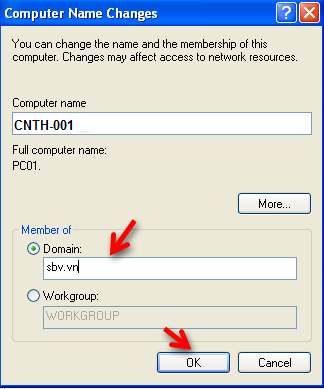 Computer Name Changes
You can change the name and the membership of this
computer. Changes may affect access to network resources.
Computer name
CNTH-001
Full computer name:
PC01.
More...
Member of
Domain:
sbv.vn
Workgroup:
WORKGROUP
OK Cancel